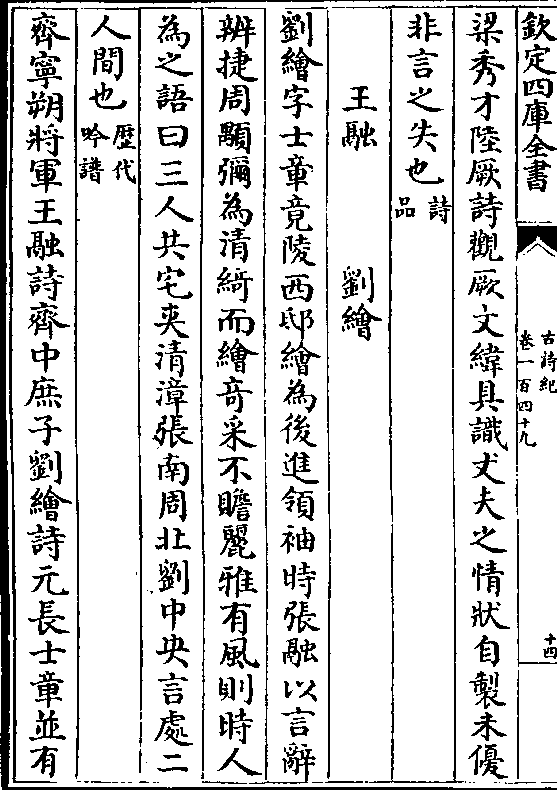 欽定四庫全書
古詩紀
卷一百四十九
十四
梁秀才陸厥詩觀厥文緯具識丈夫之情狀自製未優
非言之失也詩品
王融 劉繪
劉繪字士章竟陵西邸繪為後進領袖時張融以言辭
辨捷周顒彌為清綺而繪音采不贍麗雅有風則時人
為之語曰三人共宅夾清漳張南周北劉中央言處二
人間也歷代吟譜
齊寧朔將軍王融詩齊中庶子劉繪詩元長士章並有